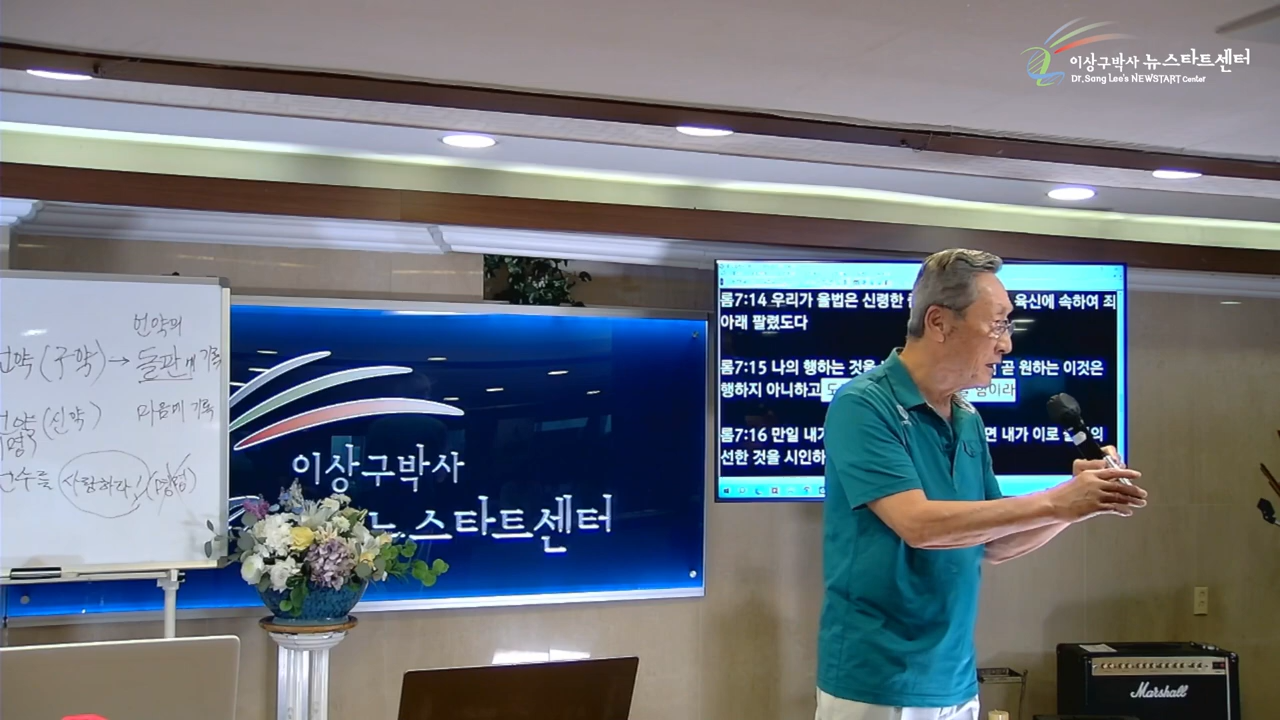 이상구박사 뉴스타트센터
Dr. Sang Lee's NEWSTART Center
언약의
(구약) → 돌판에 기록
(신약) 마음에 기록
사랑하라!
이상구박사
뉴스타트센터
롬7:14 우리가 율법은 신령한 육신에 속하여 죄
아래 팔렸도다
롬7:15 나의 행하는 것을 곧 원하는 이것은
행하지 아니하고
롬7:16 만일 내가 면 내가 이로
선한 것을 시인하
Marshall